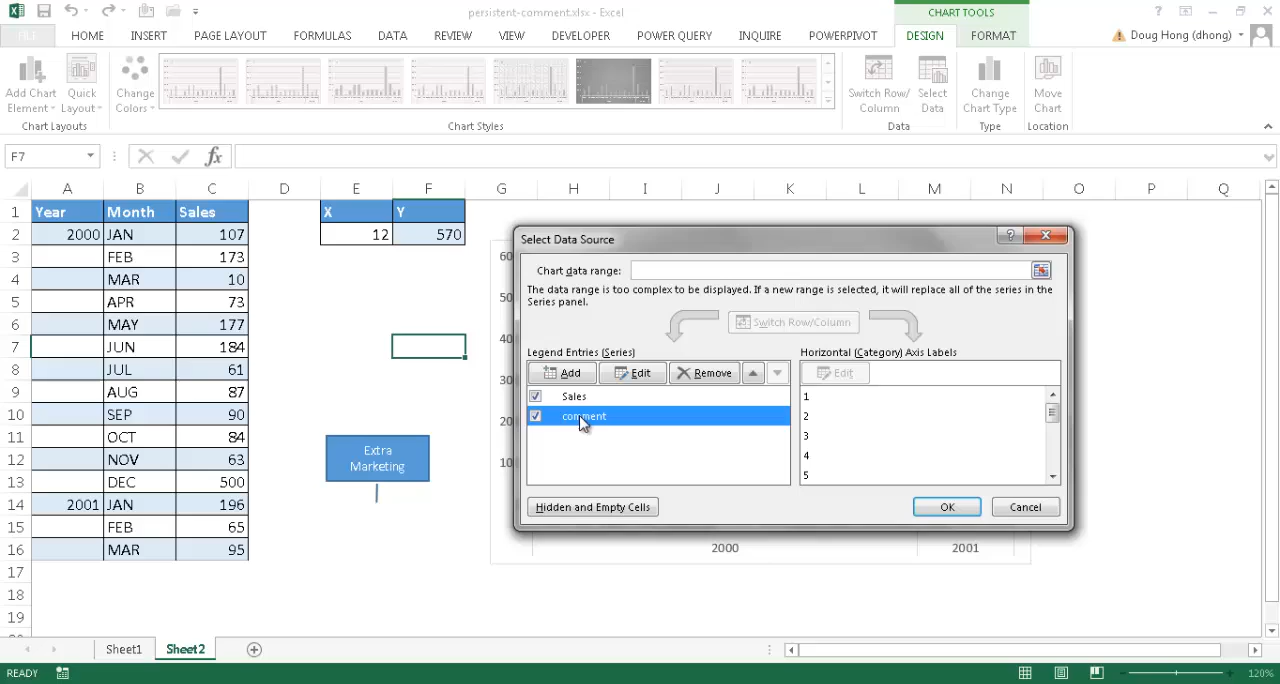 persistent-comment.xlsx - Excel
CHART TOOLS
FILE HOME INSERT PAGE LAYOUT FORMULAS DATA REVIEW VIEW DEVELOPER POWER QUERY INQUIRE POWERPIVOT DESIGN FORMAT Doug Hong (dhong)
Add Chart Element
Quick Layout
Change Colors
Switch Row/ Column
Select Data
Change Chart Type
Move Chart
Chart Layouts Chart Styles Data Type Location
F7 fx
A B C D E F G H I J K L M N O P Q
1 Year Month Sales X Y
2 2000 JAN 107 12 570
3 FEB 173
4 MAR 10
5 APR 73
6 MAY 177
7 JUN 184
8 JUL 61
9 AUG 87
10 SEP 90
11 OCT 84
12 NOV 63
13 DEC 500
14 2001 JAN 196
15 FEB 65
16 MAR 95
17
18
19
Extra
Marketing
2000 2001
Select Data Source
Chart data range:
The data range is too complex to be displayed. If a new range is selected, it will replace all of the series in the
Series panel.
Switch Row/Column
Legend Entries (Series) Horizontal (Category) Axis Labels
Add Edit Remove Edit
Sales 1
comment 2
3
4
5
Hidden and Empty Cells OK Cancel
Sheet1 Sheet2
READY 120%